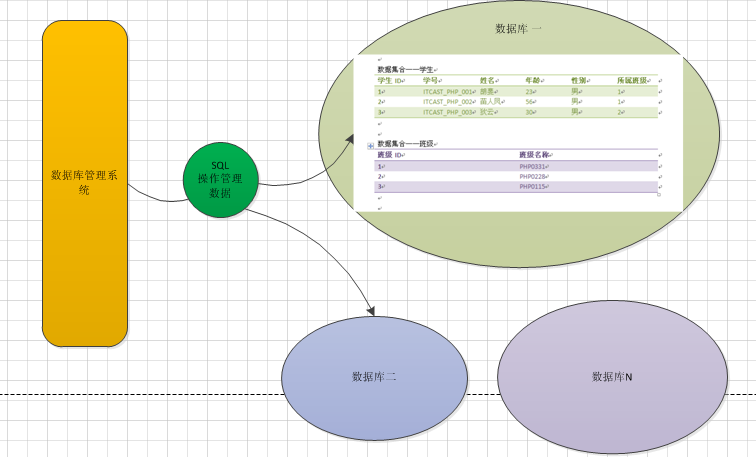 数据库 一
数据集合——学生
学生 ID 学号 姓名 年龄 性别 所属班级
1 ITCAST_PHP_001 23 男 1
2 ITCAST_PHP_002 苗人凤 56 男 1
3 ITCAST_PHP_003 30 男 2
数据集合——班级
班级 ID 班级名称
1 PHP0331
2 PHP0228
3 PHP0115
数据库管理系
统
SQL
操作管理
数据
数据库二
数据库N